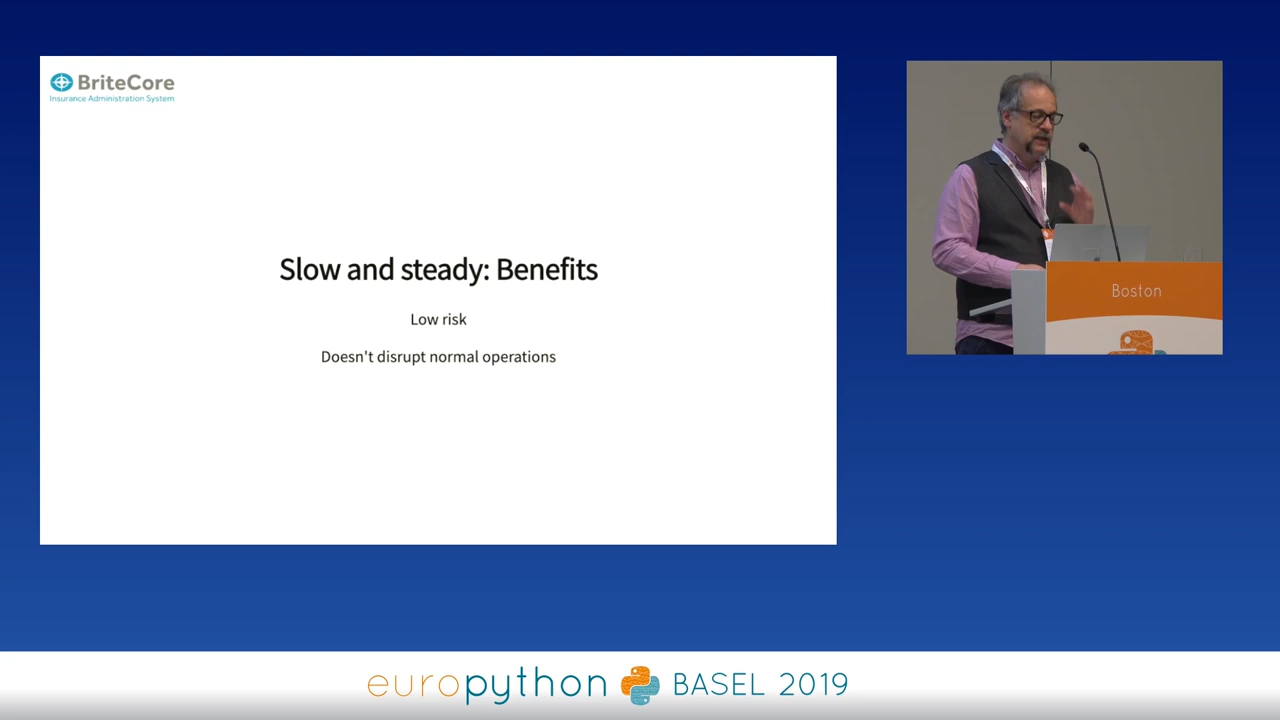 BriteCore
Insurance Administration System
Slow and steady: Benefits
Low risk
Doesn't disrupt normal operations
Boston
europython BASEL 2019